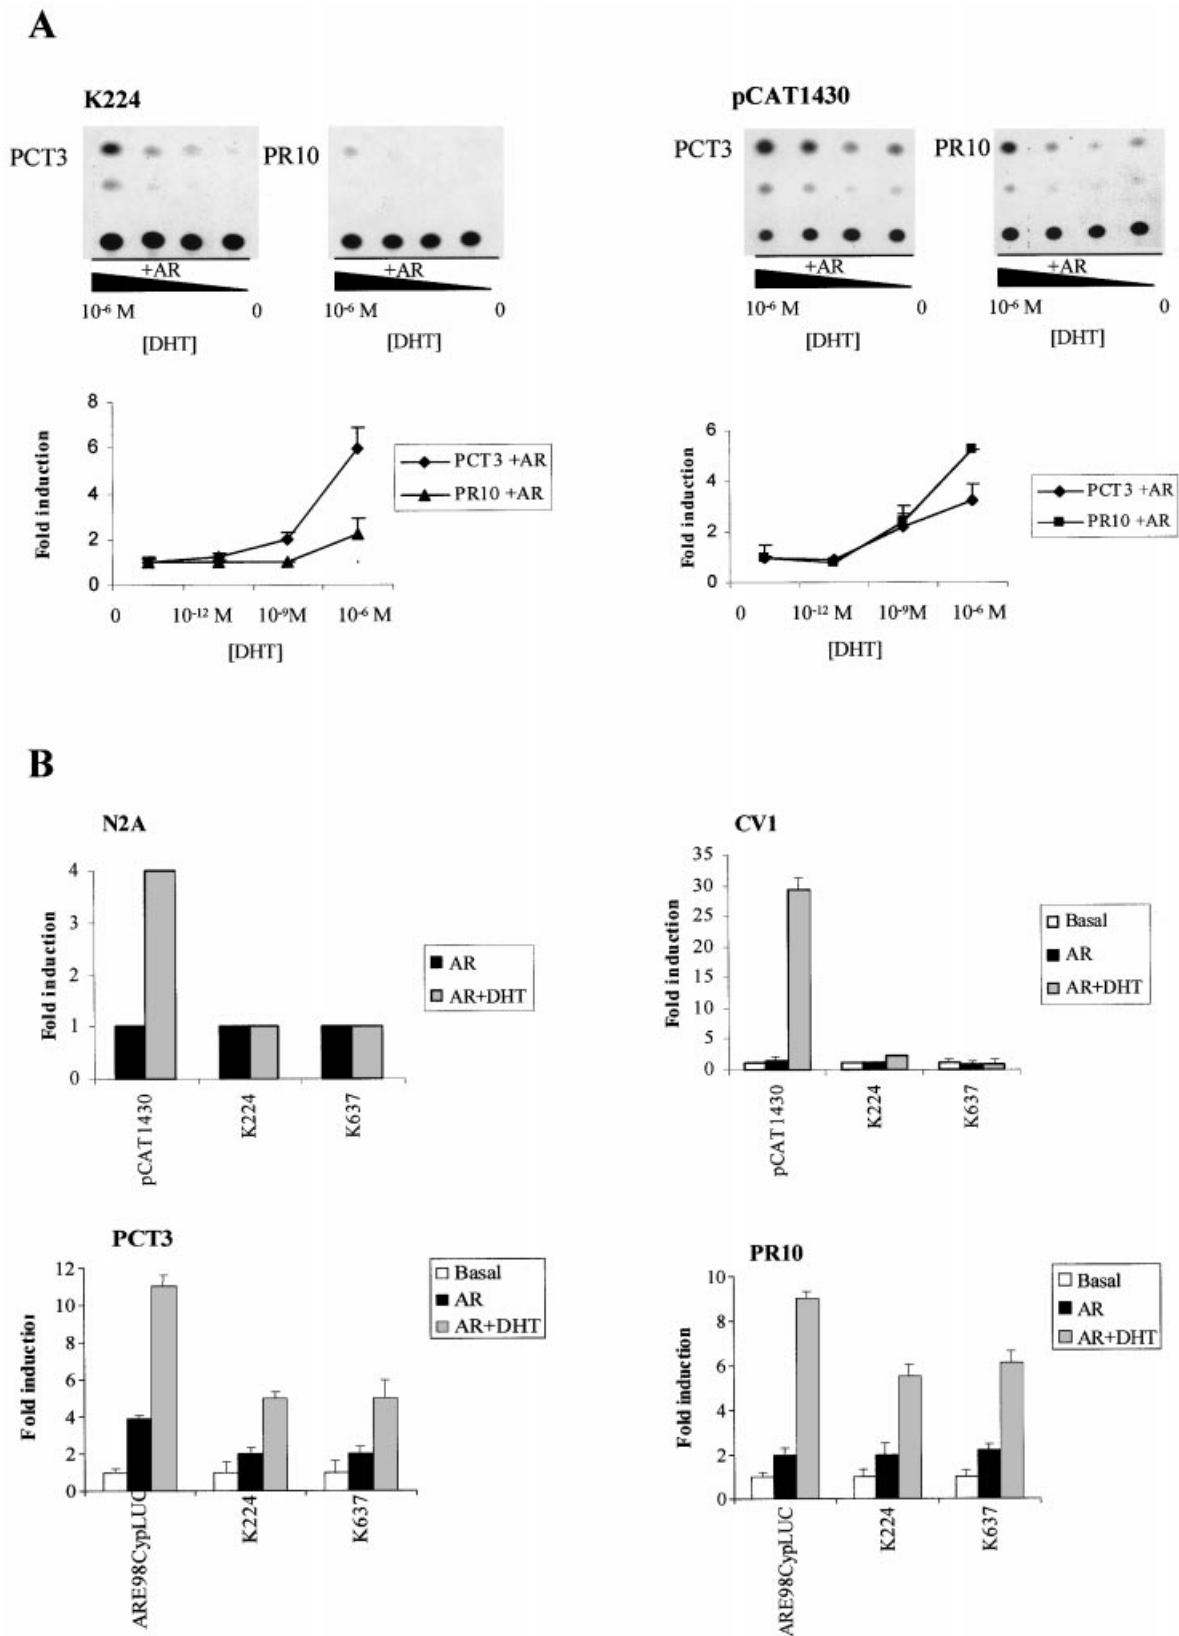 A
K224
pCAT1430
PCT3
PR10
PCT3
PR10
+AR
+AR
+AR
+AR
10-6 M
0
10-6 M
0
10-6 M
0
10-6 M
0
[DHT]
[DHT]
[DHT]
[DHT]
Fold induction
8
6
4
2
0
0
10-12 M
10-9M
10-6 M
[DHT]
PCT3 +AR
PR10 +AR
Fold induction
6
4
2
0
0
10-12 M
10-9M
10-6 M
[DHT]
PCT3 +AR
PR10 +AR
B
N2A
Fold induction
4
3
2
1
0
pCAT1430
K224
K637
AR
AR+DHT
CV1
Fold induction
35
30
25
20
15
10
5
0
pCAT1430
K224
K637
Basal
AR
AR+DHT
PCT3
Fold induction
12
10
8
6
4
2
0
ARE98CypLUC
K224
K637
Basal
AR
AR+DHT
PR10
Fold induction
10
8
6
4
2
0
ARE98CypLUC
K224
K637
Basal
AR
AR+DHT